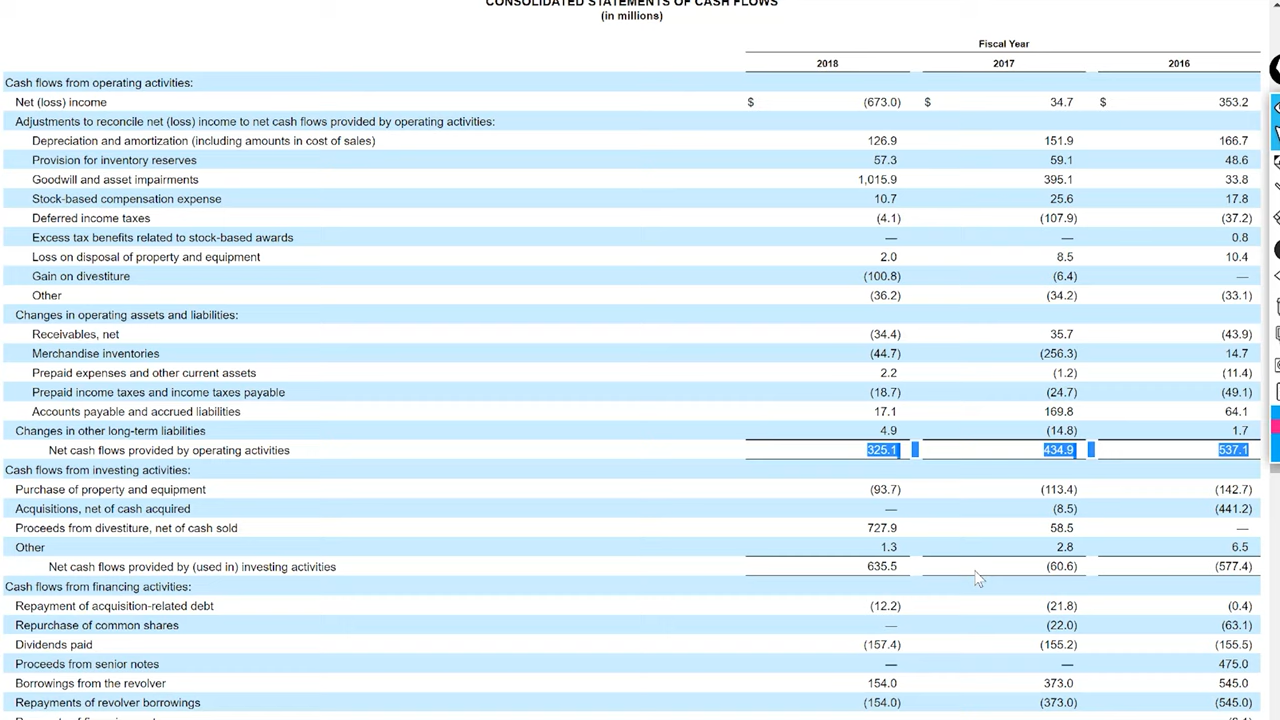 CONSOLIDATED STATEMENTS OF CASH FLOWS
(in millions)
Fiscal Year
2018 2017 2016
Cash flows from operating activities:
Net (loss) income $ (673.0) $ 34.7 $ 353.2
Adjustments to reconcile net (loss) income to net cash flows provided by operating activities:
Depreciation and amortization (including amounts in cost of sales) 126.9 151.9 166.7
Provision for inventory reserves 57.3 59.1 48.6
Goodwill and asset impairments 1,015.9 395.1 33.8
Stock-based compensation expense 10.7 25.6 17.8
Deferred income taxes (4.1) (107.9) (37.2)
Excess tax benefits related to stock-based awards — — 0.8
Loss on disposal of property and equipment 2.0 8.5 10.4
Gain on divestiture (100.8) (6.4) —
Other (36.2) (34.2) (33.1)
Changes in operating assets and liabilities:
Receivables, net (34.4) 35.7 (43.9)
Merchandise inventories (44.7) (256.3) 14.7
Prepaid expenses and other current assets 2.2 (1.2) (11.4)
Prepaid income taxes and income taxes payable (18.7) (24.7) (49.1)
Accounts payable and accrued liabilities 17.1 169.8 64.1
Changes in other long-term liabilities 4.9 (14.8) 1.7
Net cash flows provided by operating activities 325.1 434.9 537.1
Cash flows from investing activities:
Purchase of property and equipment (93.7) (113.4) (142.7)
Acquisitions, net of cash acquired — (8.5) (441.2)
Proceeds from divestiture, net of cash sold 727.9 58.5 —
Other 1.3 2.8 6.5
Net cash flows provided by (used in) investing activities 635.5 (60.6) (577.4)
Cash flows from financing activities:
Repayment of acquisition-related debt (12.2) (21.8) (0.4)
Repurchase of common shares — (22.0) (63.1)
Dividends paid (157.4) (155.2) (155.5)
Proceeds from senior notes — — 475.0
Borrowings from the revolver 154.0 373.0 545.0
Repayments of revolver borrowings (154.0) (373.0) (545.0)